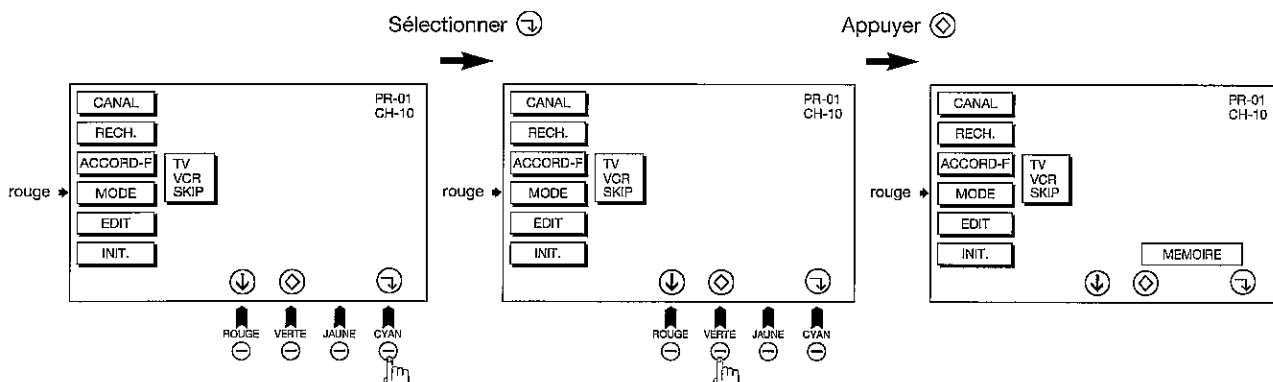 Sélectionner
Appuyer
CANAL
RECH.
ACCORD-F
MODE
EDIT
INIT.
TV
VCR
SKIP
PR-01
CH-10
rouge
ROUGE VERTE JAUNE CYAN
CANAL
RECH.
ACCORD-F
MODE
EDIT
INIT.
TV
VCR
SKIP
PR-01
CH-10
rouge
ROUGE VERTE JAUNE CYAN
CANAL
RECH.
ACCORD-F
MODE
EDIT
INIT.
TV
VCR
SKIP
PR-01
CH-10
rouge
MEMOIRE